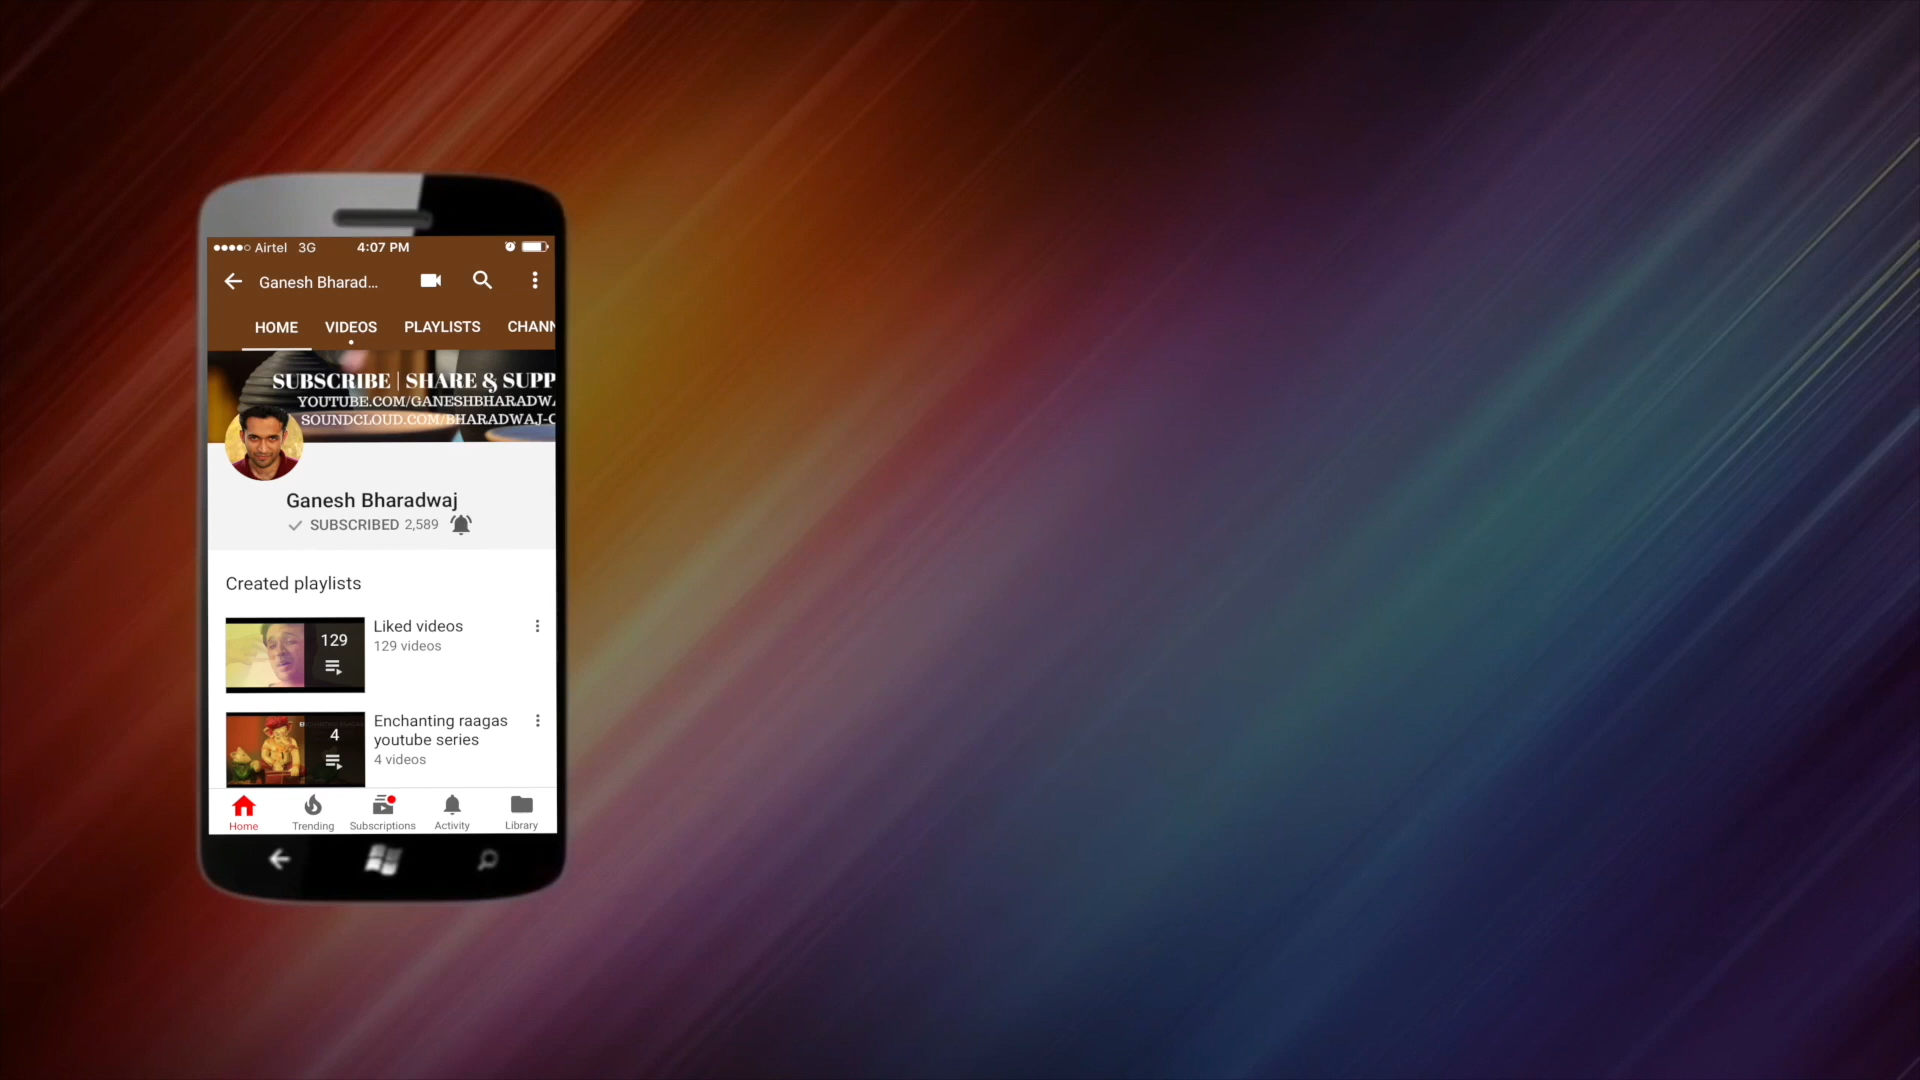 Airtel 3G 4:07 PM
Ganesh Bharad...
HOME VIDEOS PLAYLISTS CHANN
SUBSCRIBE | SHARE & SUPP
YOUTUBE.COM/GANESHBHARADWA
SOUNDCLOUD.COM/BHARADWAJ-C
Ganesh Bharadwaj
SUBSCRIBED 2,589
Created playlists
129
Liked videos
129 videos
4
Enchanting raagas
youtube series
4 videos
Home Trending Subscriptions Activity Library